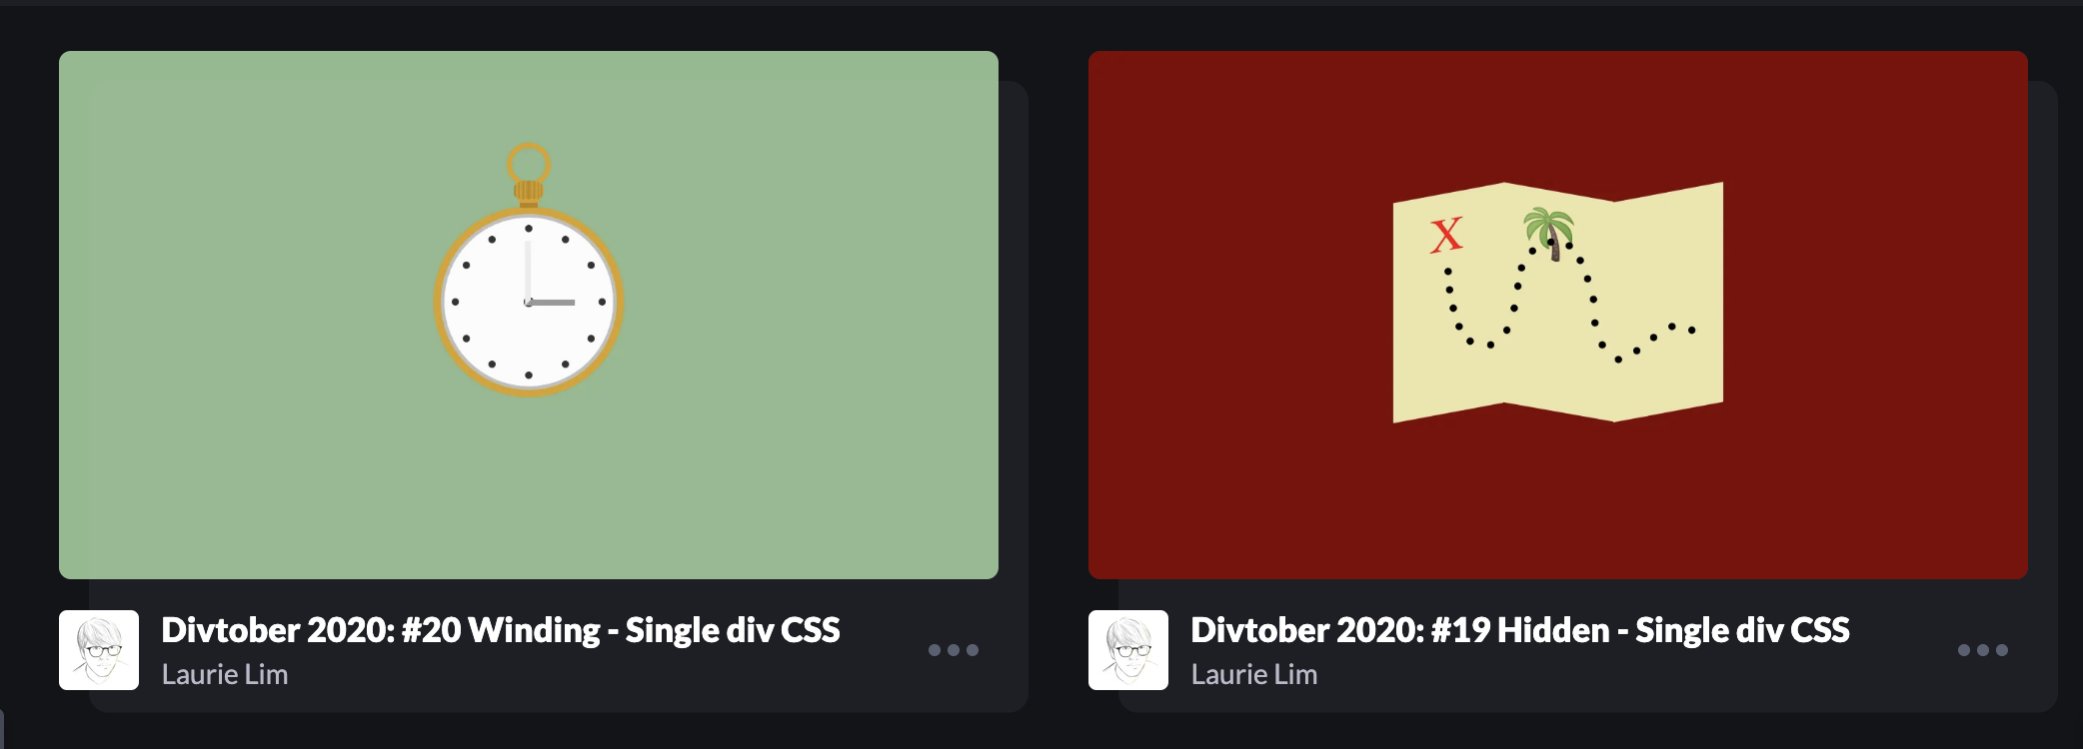 X
Divtober 2020: #20 Winding - Single div CSS
Laurie Lim
Divtober 2020: #19 Hidden - Single div CSS
Laurie Lim